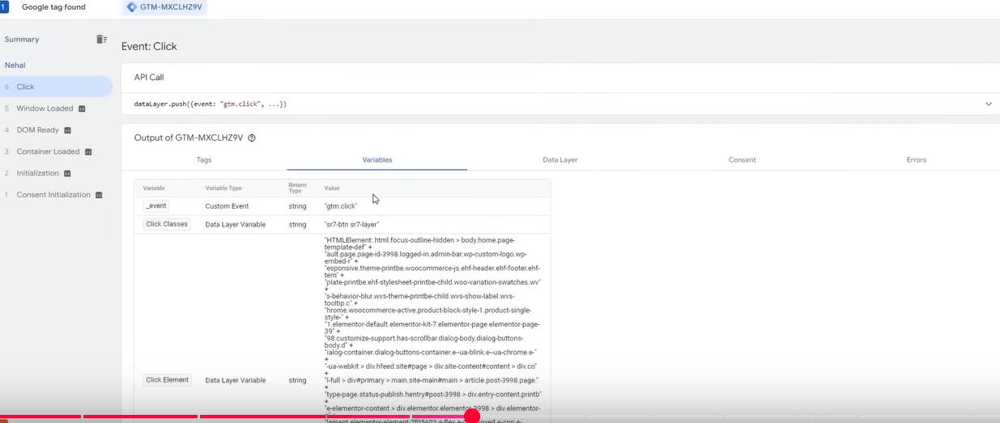 1 Google tag found GTM-MXCLHZ9V
Summary
Nehal
6 Click
5 Window Loaded
4 DOM Ready
3 Container Loaded
2 Initialization
1 Consent Initialization
Event: Click
API Call
dataLayer.push({event: "gtm.click", ...})
Output of GTM-MXCLHZ9V
Tags Variables Data Layer Consent Errors
Variable Variable Type Return Type Value
_event Custom Event string "gtm.click"
Click Classes Data Layer Variable string "sr7-btn sr7-layer"
Click Element Data Layer Variable string
"HTMLElement: html.focus-outline-hidden > body.home.page-
template-def" +
"ault.page.page-id-3998.logged-in.admin-bar.wp-custom-logo.wp-
embed-r" +
"esponsive.theme-printbe.woocommerce-js.ehf-header.ehf-footer.ehf-
tem" +
"plate-printbe.ehf-stylesheet-printbe-child.woo-variation-swatches.wv"
+
"s-behavior-blur.wvs-theme-printbe-child.wvs-show-label.wvs-
tooltip.c" +
"hrome.woocommerce-active.product-block-style-1.product-single-
style-" +
"1.elementor-default.elementor-kit-7.elementor-page.elementor-page-
39" +
"98.customize-support.has-scrollbar.dialog-body.dialog-buttons-
body.d" +
"ialog-container.dialog-buttons-container.e--ua-blink.e--ua-chrome.e-"
+
"-ua-webkit > div.hfeed.site#page > div.site-content#content > div.co"
+
"l-full > div#primary > main.site-main#main > article.post-3998.page."
+
"type-page.status-publish.hentry#post-3998 > div.entry-content.printb"
+
"e-elementor-content > div.elementor.elementor-3998 > div.elementor-